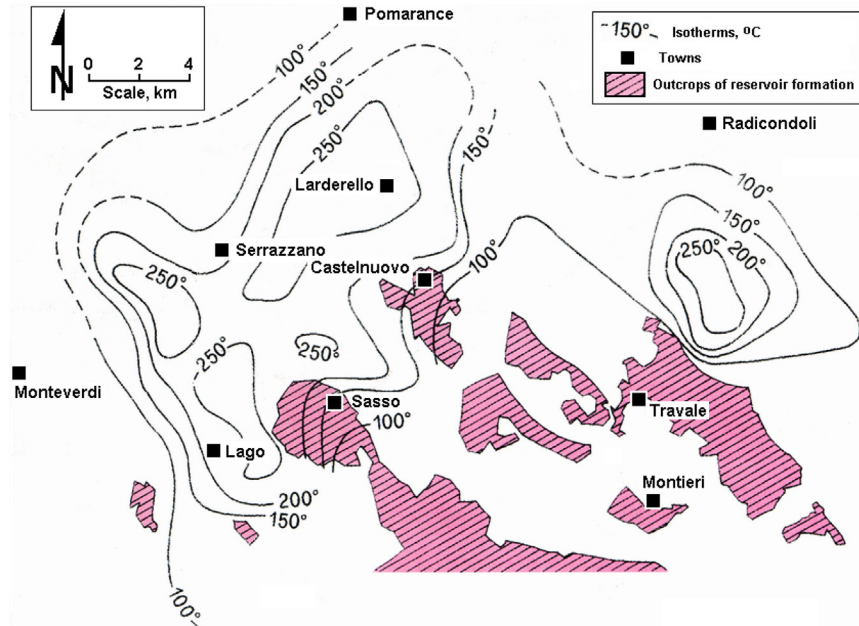 Pomarance
N
0 2 4
Scale, km
~150°- Isotherms, ºC
Towns
Outcrops of reservoir formation
100°
150°
200°
Radicondoli
250°
150°
Larderello
100°
150°
Serrazzano
Castelnuovo
100°
250°
200°
250°
250°
250°
Monteverdi
Sasso
100°
Travale
Lago
Montieri
200°
150°
100°